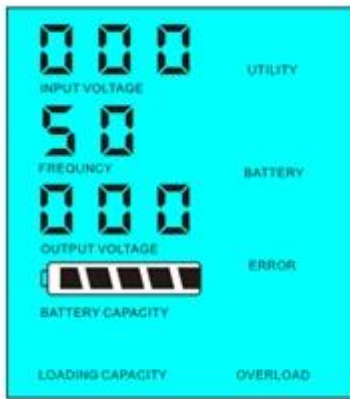 000
UTILITY
INPUT VOLTAGE
50
FREQUNCY
BATTERY
000
OUTPUT VOLTAGE
ERROR
BATTERY CAPACITY
LOADING CAPACITY
OVERLOAD